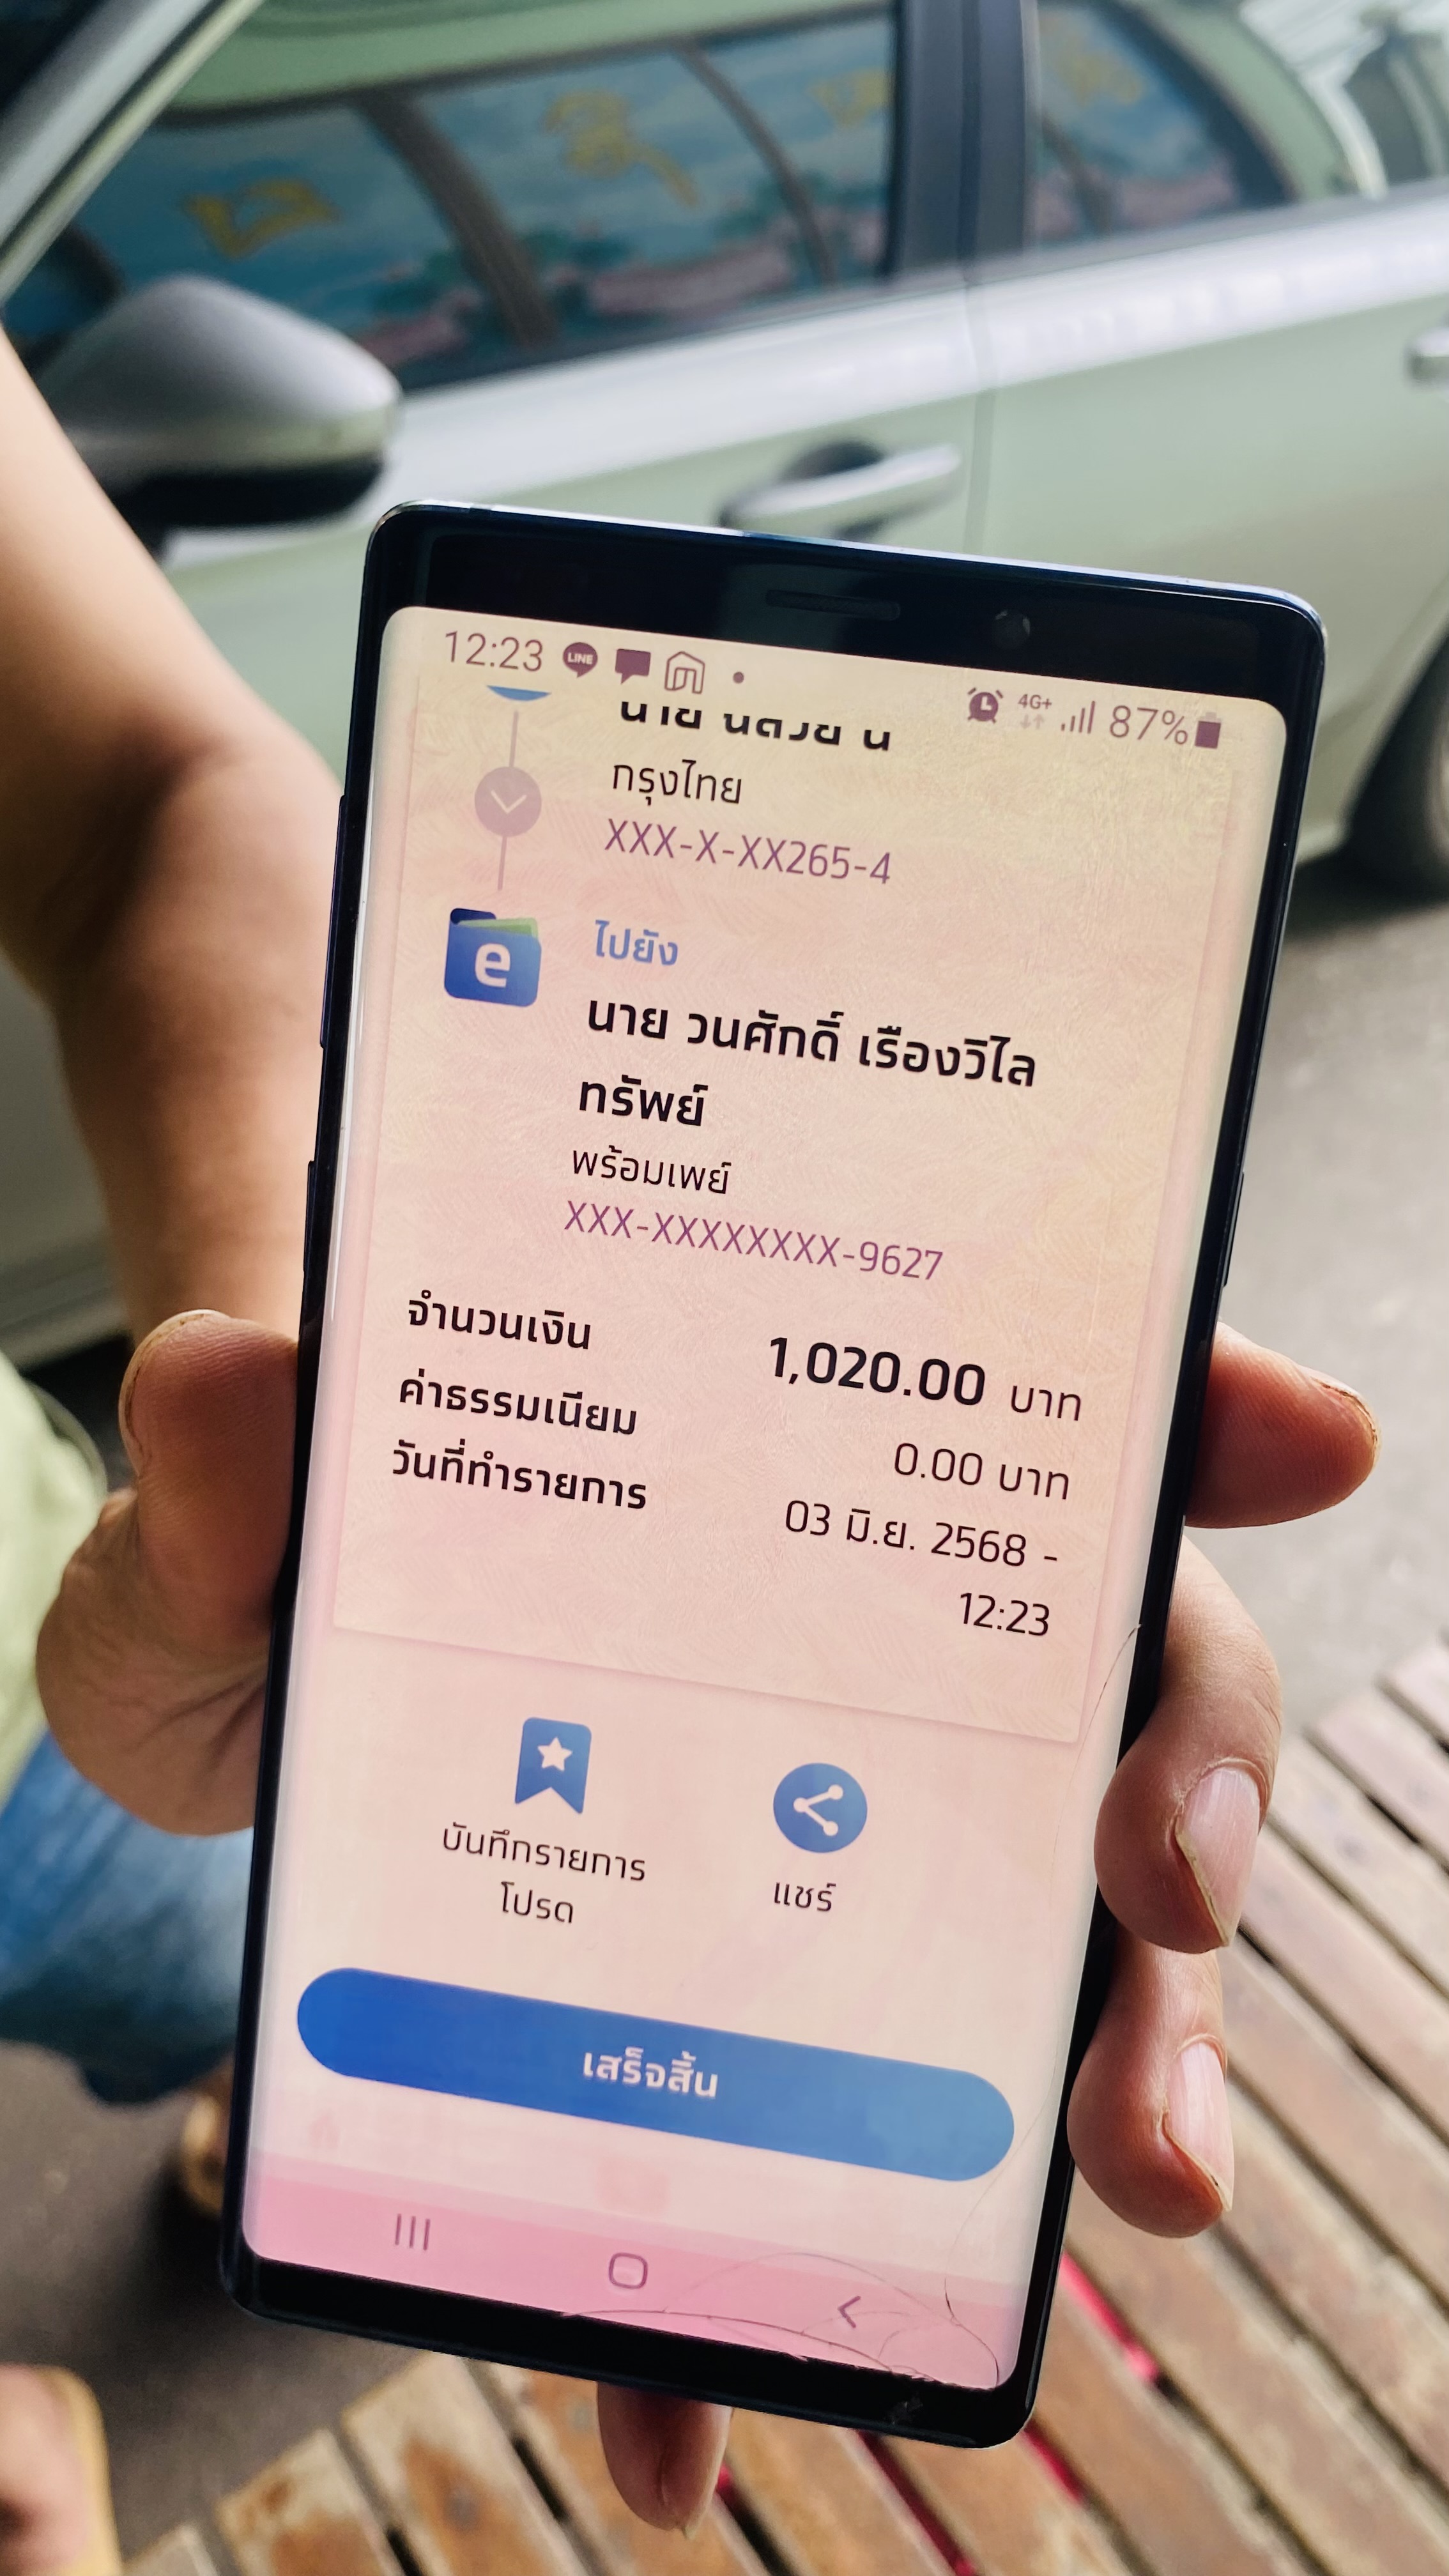 12:23 LINE 4G+ 87%
กรุงไทย
XXX-X-XX265-4
e
ไปยัง
นาย วนศักดิ์ เรืองวิไล
ทรัพย์
พร้อมเพย์
XXX-XXXXXXXX-9627
จำนวนเงิน 1,020.00 บาท
ค่าธรรมเนียม 0.00 บาท
วันที่ทำรายการ 03 มิ.ย. 2568 -
12:23
บันทึกรายการ
โปรด
แชร์
เสร็จสิ้น